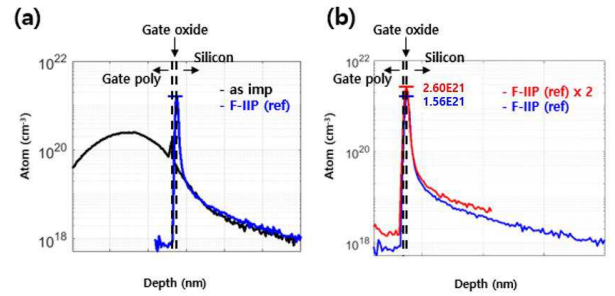 (a)
Gate oxide
Silicon
Gate poly
- as imp
- F-IIP (ref)
10²²
10²⁰
10¹⁸
Atom (cm⁻³)
Depth (nm)
(b)
Gate oxide
Silicon
Gate poly
2.60E21
1.56E21
- F-IIP (ref) x 2
- F-IIP (ref)
10²²
10²⁰
10¹⁸
Atom (cm⁻³)
Depth (nm)